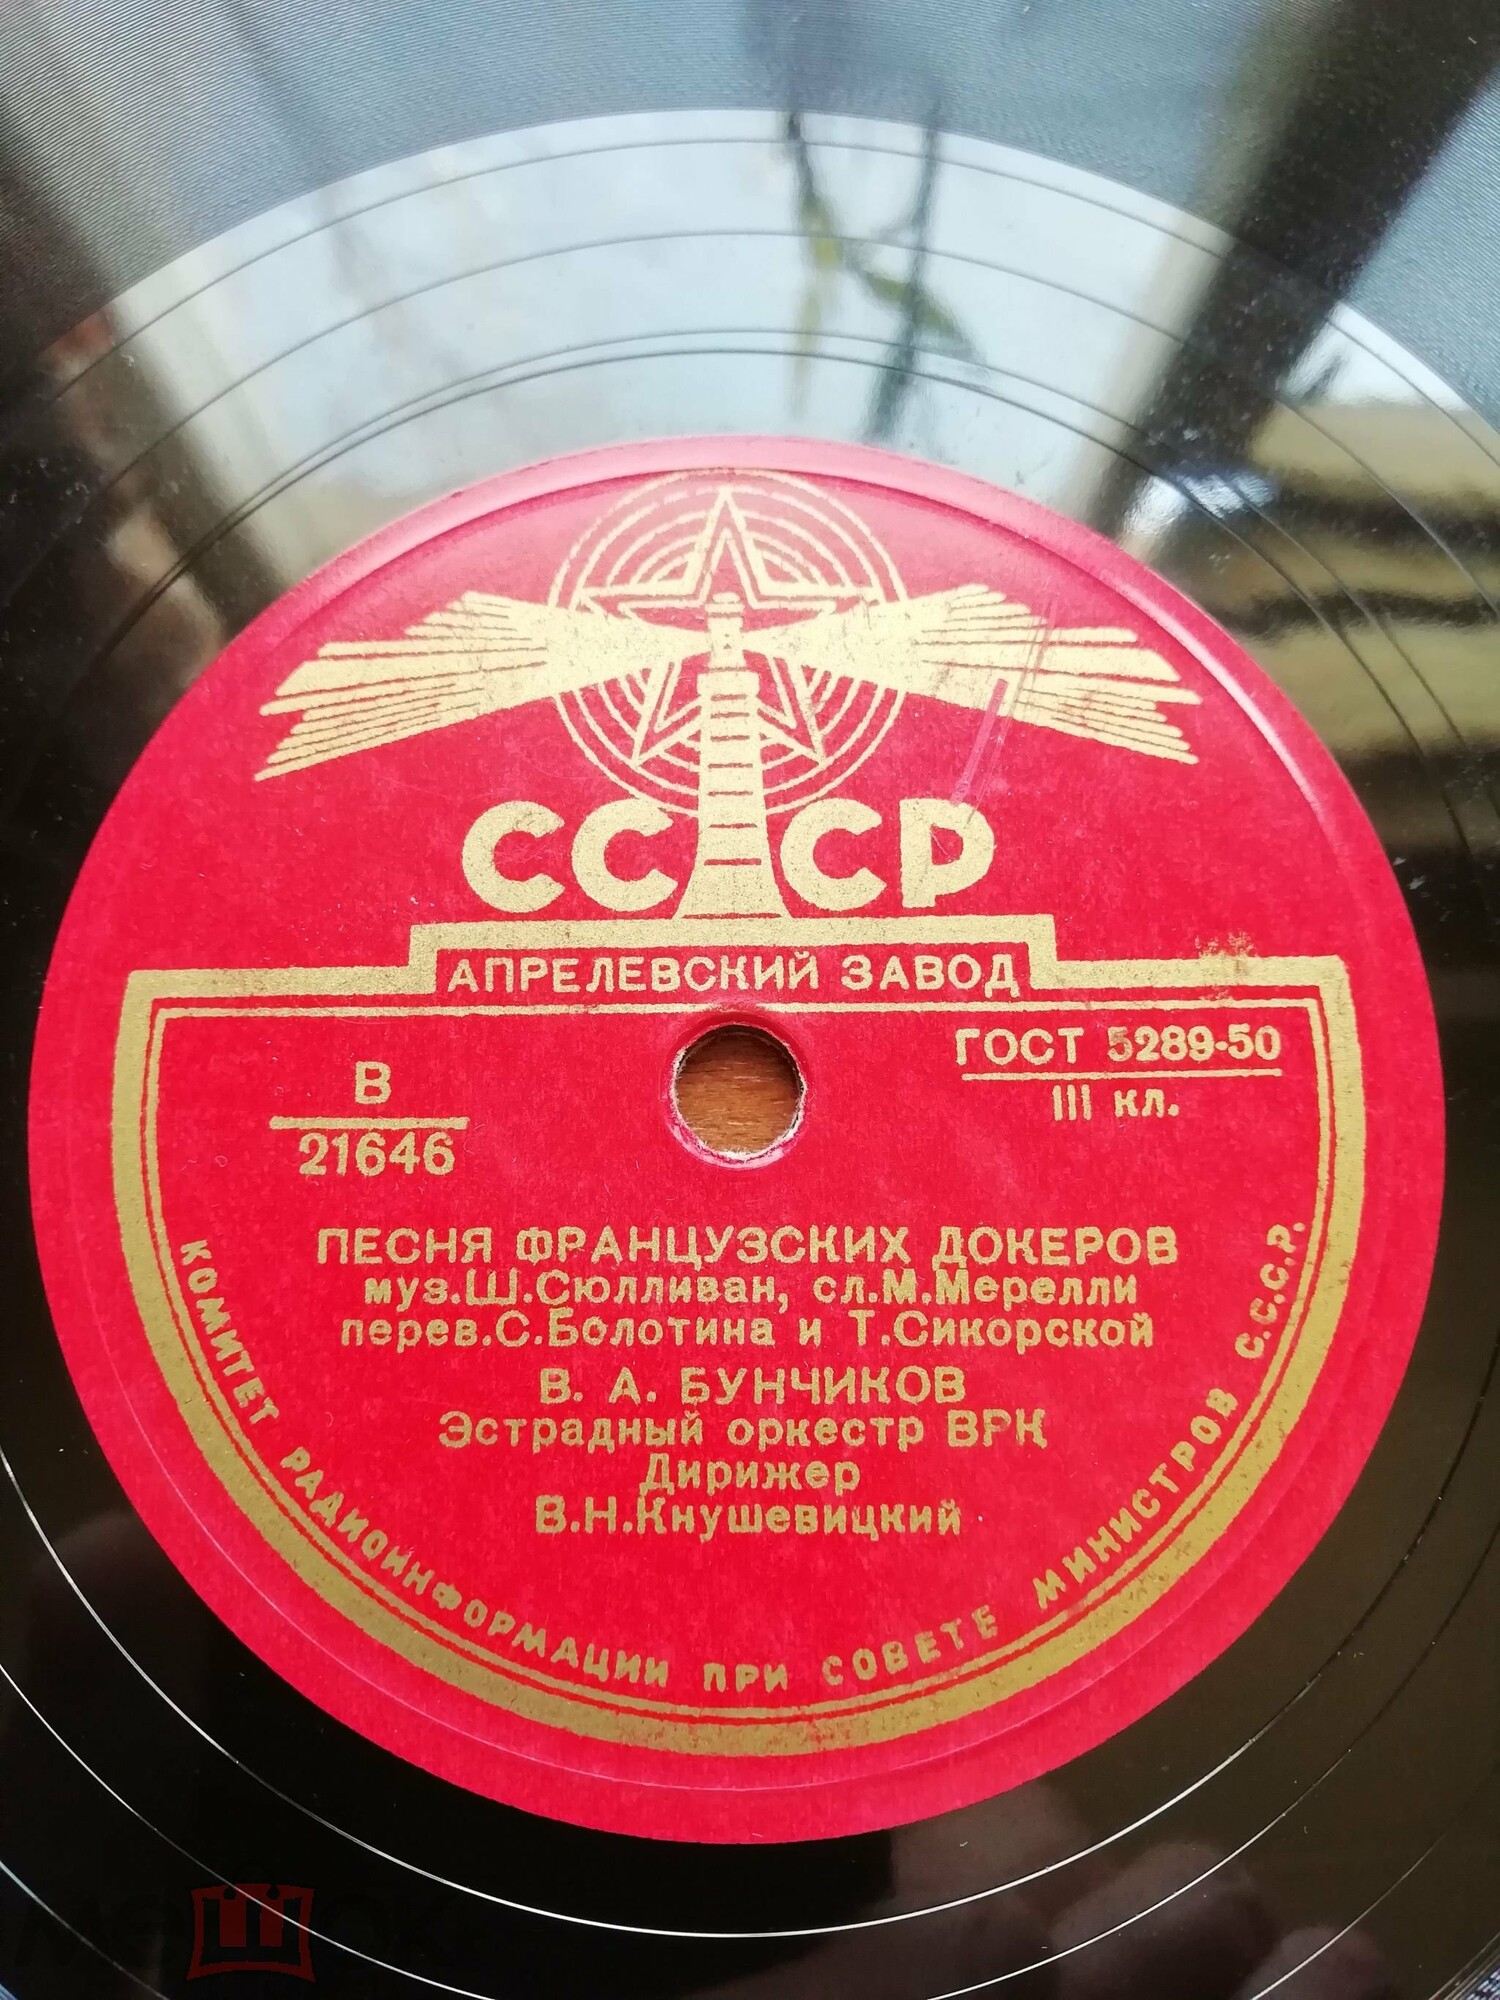 СССР
АПРЕЛЕВСКИЙ ЗАВОД
В
21646
ГОСТ 5289-50
III кл.
ПЕСНЯ ФРАНЦУЗСКИХ ДОКЕРОВ
муз.Ш.Сюлливан, сл.М.Мерелли
перев.С.Болотина и Т.Сикорской
В. А. БУНЧИКОВ
Эстрадный оркестр ВРК
Дирижер
В.Н.Кнушевицкий
КОМИТЕТ РАДИОИНФОРМАЦИИ ПРИ СОВЕТЕ МИНИСТРОВ С.С.С.Р.